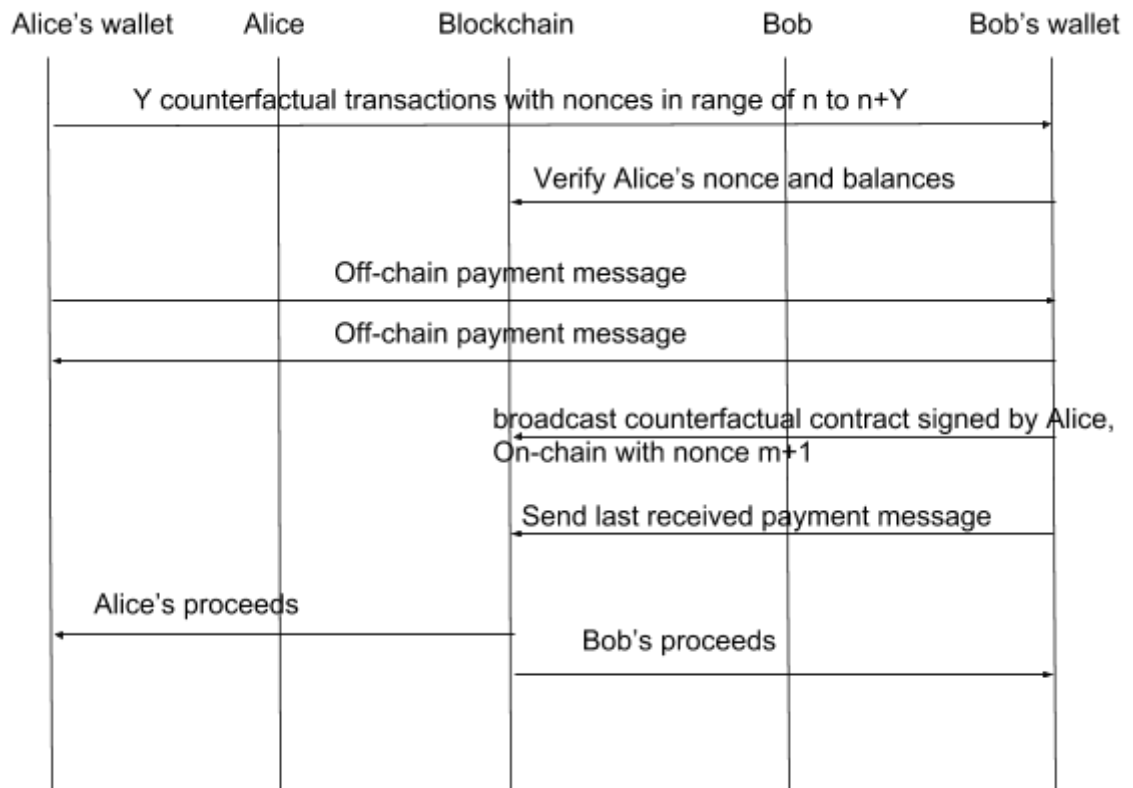 Alice's wallet Alice Blockchain Bob Bob's wallet
Y counterfactual transactions with nonces in range of n to n+Y
Verify Alice's nonce and balances
Off-chain payment message
Off-chain payment message
broadcast counterfactual contract signed by Alice,
On-chain with nonce m+1
Send last received payment message
Alice's proceeds
Bob's proceeds